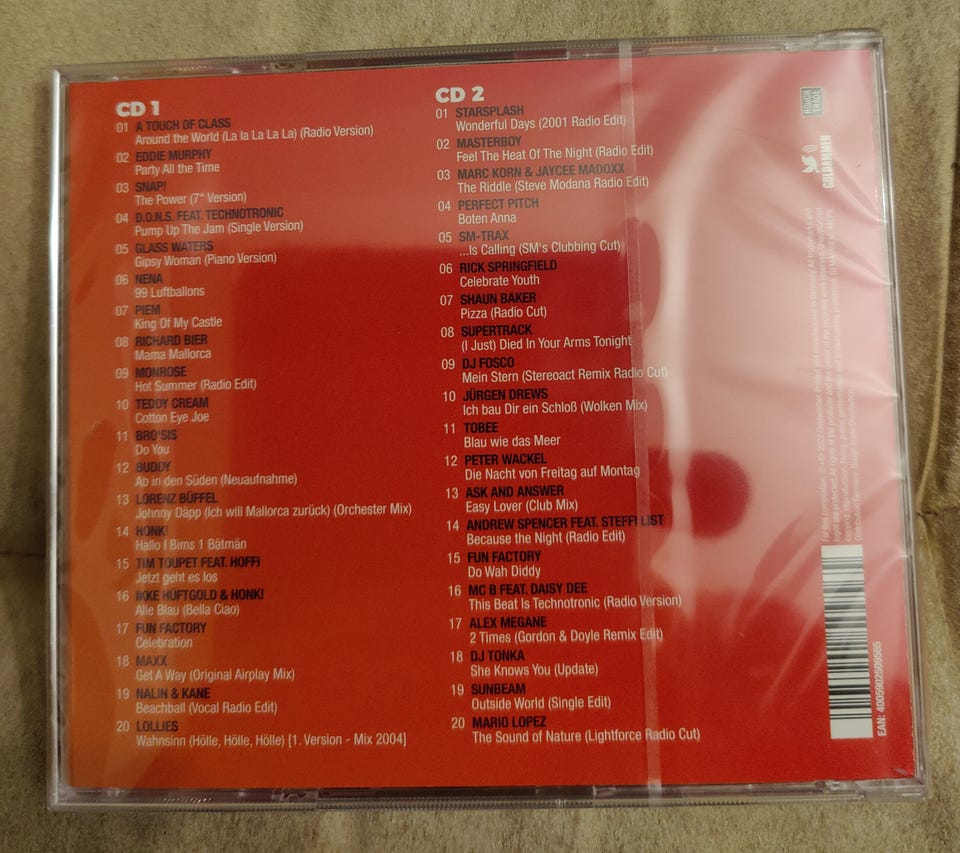 CD 1
01 A TOUCH OF CLASS
Around the World (La la La La La) (Radio Version)
02 EDDIE MURPHY
Party All the Time
03 SNAP!
The Power (7" Version)
04 D.O.N.S. FEAT. TECHNOTRONIC
Pump Up The Jam (Single Version)
05 GLASS WATERS
Gipsy Woman (Piano Version)
06 NENA
99 Luftballons
07 PIEM
King Of My Castle
08 RICHARD BIER
Mama Mallorca
09 MONROSE
Hot Summer (Radio Edit)
10 TEDDY CREAM
Cotton Eye Joe
11 BRO'SIS
Do You
12 BUDDY
Ab in den Süden (Neuaufnahme)
13 LORENZ BÜFFEL
Johnny Däpp (Ich will Mallorca zurück) (Orchester Mix)
14 HONK!
Hallo I Bims 1 Bätmän
15 TIM TOUPET FEAT. HOFFI
Jetzt geht es los
16 IKKE HÜFTGOLD & HONK!
Alle Blau (Bella Ciao)
17 FUN FACTORY
Celebration
18 MAXX
Get A Way (Original Airplay Mix)
19 NALIN & KANE
Beachball (Vocal Radio Edit)
20 LOLLIES
Wahnsinn (Hölle, Hölle, Hölle) [1. Version - Mix 2004]
CD 2
01 STARSPLASH
Wonderful Days (2001 Radio Edit)
02 MASTERBOY
Feel The Heat Of The Night (Radio Edit)
03 MARC KORN & JAYCEE MADOXX
The Riddle (Steve Modana Radio Edit)
04 PERFECT PITCH
Boten Anna
05 SM-TRAX
...Is Calling (SM's Clubbing Cut)
06 RICK SPRINGFIELD
Celebrate Youth
07 SHAUN BAKER
Pizza (Radio Cut)
08 SUPERTRACK
(I Just) Died In Your Arms Tonight
09 DJ FOSCO
Mein Stern (Stereoact Remix Radio Cut)
10 JÜRGEN DREWS
Ich bau Dir ein Schloß (Wolken Mix)
11 TOBEE
Blau wie das Meer
12 PETER WACKEL
Die Nacht von Freitag auf Montag
13 ASK AND ANSWER
Easy Lover (Club Mix)
14 ANDREW SPENCER FEAT. STEFFI LIST
Because the Night (Radio Edit)
15 FUN FACTORY
Do Wah Diddy
16 MC B FEAT. DAISY DEE
This Beat Is Technotronic (Radio Version)
17 ALEX MEGANE
2 Times (Gordon & Doyle Remix Edit)
18 DJ TONKA
She Knows You (Update)
19 SUNBEAM
Outside World (Single Edit)
20 MARIO LOPEZ
The Sound of Nature (Lightforce Radio Cut)
ROUGH
TRADE
GOLDAMMER
EAN: 4005902509565